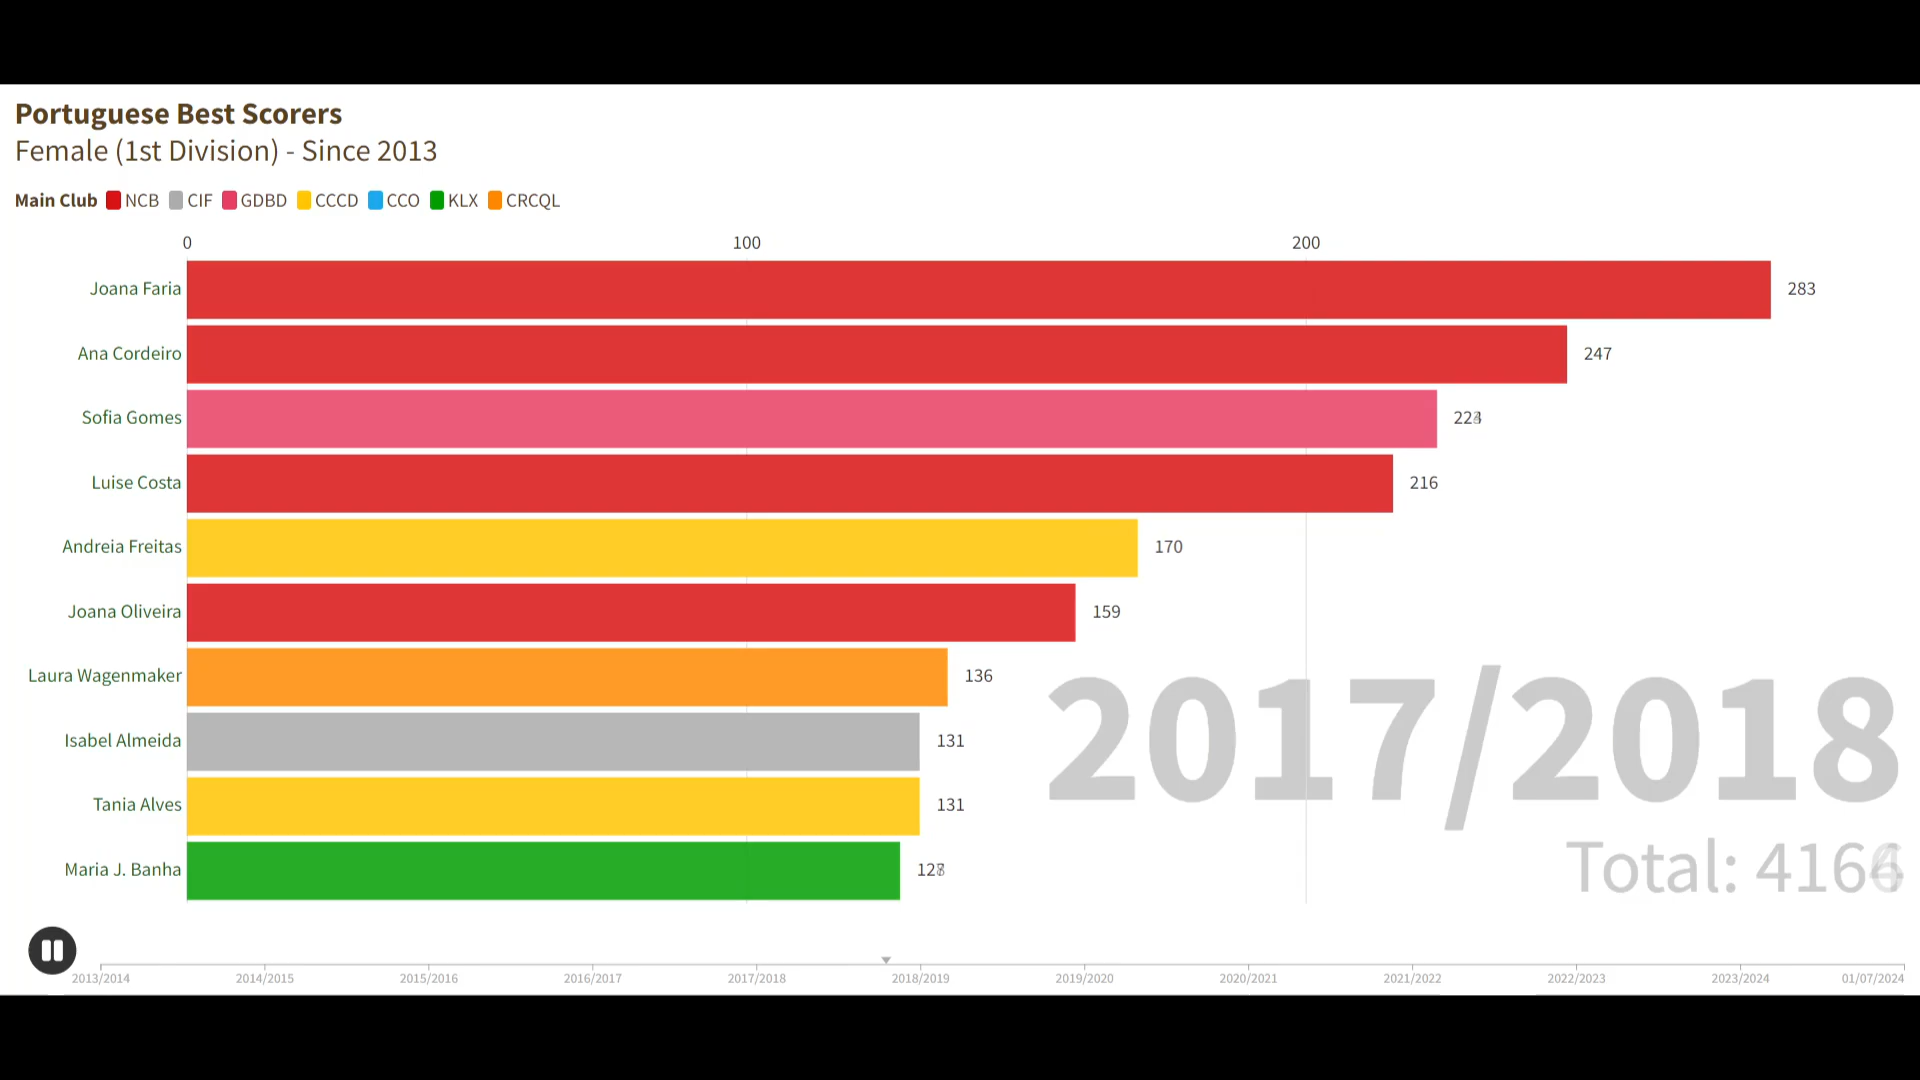 Portuguese Best Scorers
Female (1st Division) - Since 2013
Main Club NCB CIF GDBD CCCD CCO KLX CRCQL
0 100 200
Joana Faria 283
Ana Cordeiro 247
Sofia Gomes
Luise Costa 216
Andreia Freitas 170
Joana Oliveira 159
Laura Wagenmaker 136
Isabel Almeida 131
Tania Alves 131
Maria J. Banha
2017/2018
Total:
2013/2014 2014/2015 2015/2016 2016/2017 2017/2018 2018/2019 2019/2020 2020/2021 2021/2022 2022/2023 2023/2024 01/07/2024